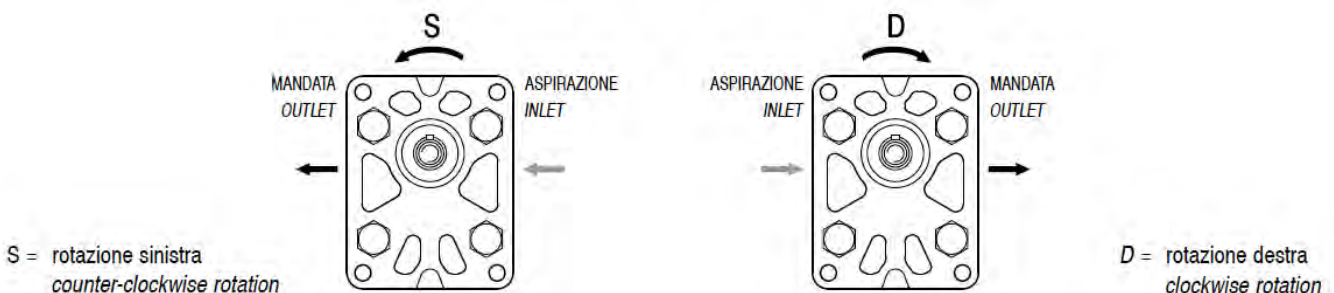 S
MANDATA
OUTLET
ASPIRAZIONE
INLET
S = rotazione sinistra
counter-clockwise rotation
D
ASPIRAZIONE
INLET
MANDATA
OUTLET
D = rotazione destra
clockwise rotation